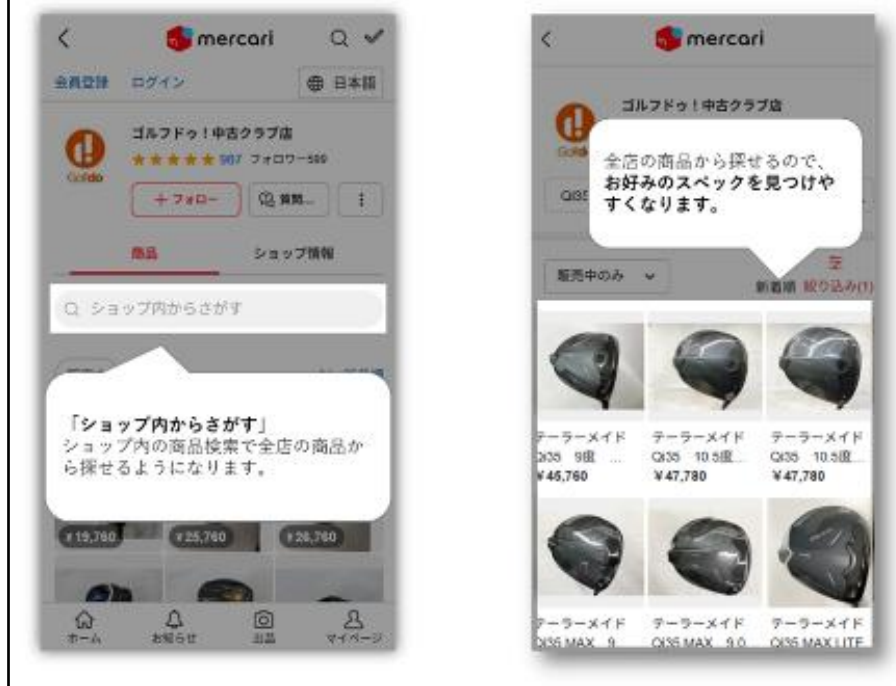 mercari
会員登録 ログイン 日本語
ゴルフドゥ！中古クラブ店
987 フォロワー599
Golfdo
＋フォロー 質問... ⋮
商品 ショップ情報
ショップ内からさがす
「ショップ内からさがす」
ショップ内の商品検索で全店の商品か
ら探せるようになります。
¥19,760 ¥25,760 ¥26,760
ホーム お知らせ 出品 マイページ
mercari
ゴルフドゥ！中古クラブ店
全店の商品から探せるので、
お好みのスペックを見つけや
すくなります。
Qi35
販売中のみ
新着順 絞り込み(1)
テーラーメイド テーラーメイド テーラーメイド
Qi35 9度 ... Qi35 10.5度... Qi35 10.5度...
¥46,760 ¥47,780 ¥47,780
テーラーメイド テーラーメイド テーラーメイド
Qi35 MAX 9 Qi35 MAX 9.0 Qi35 MAX LITE